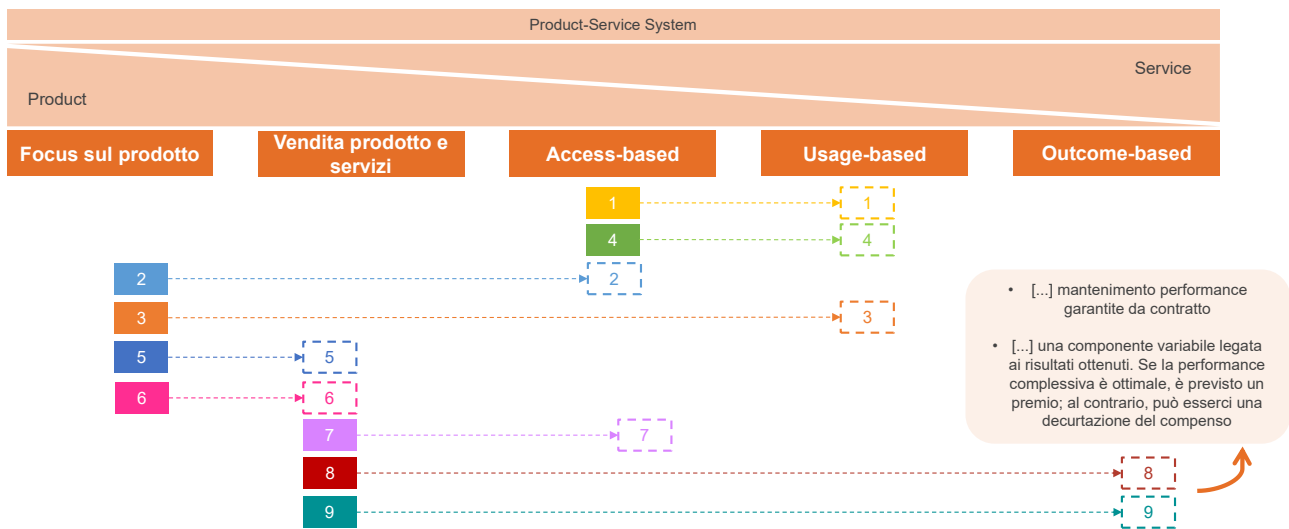 Product-Service System
Service
Product
Focus sul prodotto
Vendita prodotto e
servizi
Access-based
Usage-based
Outcome-based
1
1
4
4
2
2
3
3
5
5
6
6
7
7
8
8
9
9
• [...] mantenimento performance
garantite da contratto
• [...] una componente variabile legata
ai risultati ottenuti. Se la performance
complessiva è ottimale, è previsto un
premio; al contrario, può esserci una
decurtazione del compenso